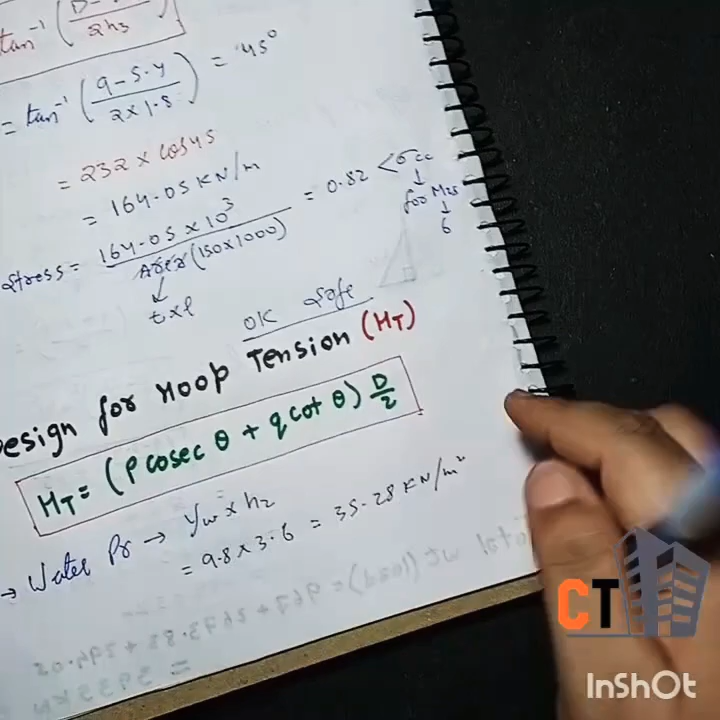 tan⁻¹ (D - / 2h₃)
= tan⁻¹ (9-5.4 / 2×1.8) = 45°
= 232 × cos45
= 164.05 KN/m
Stress = 164.05 × 10³ / Area (150×1000) = 0.82 < σcc
↓
for M25
↓
6
↓
t×l
OK Safe
Design for Hoop Tension (HT)
HT = (P cosec θ + q cot θ) D/2
→ Water Pr → γw × h₂
= 9.8 × 3.6 = 35.28 KN/m²
CT
InShOt